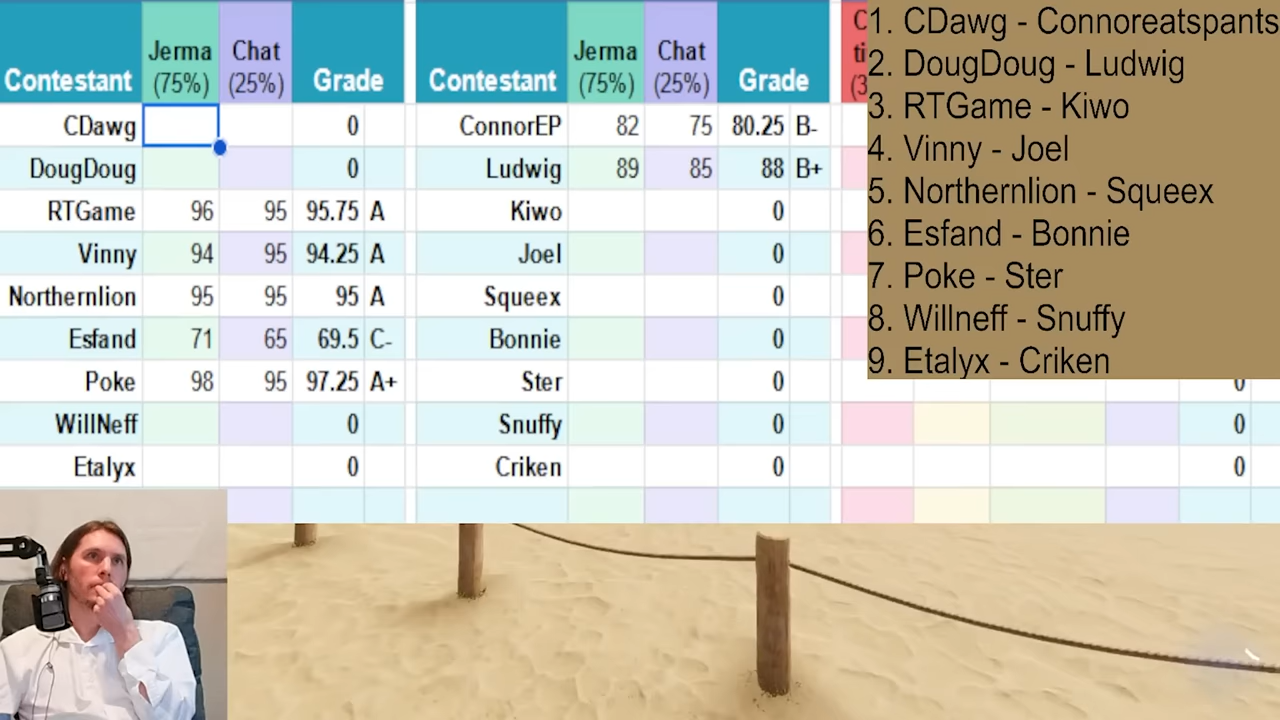 Contestant Jerma (75%) Chat (25%) Grade
CDawg 0
DougDoug 0
RTGame 96 95 95.75 A
Vinny 94 95 94.25 A
Northernlion 95 95 95 A
Esfand 71 65 69.5 C-
Poke 98 95 97.25 A+
WillNeff 0
Etalyx 0
Contestant Jerma (75%) Chat (25%) Grade
ConnorEP 82 75 80.25 B-
Ludwig 89 85 88 B+
Kiwo 0
Joel 0
Squeex 0
Bonnie 0
Ster 0
Snuffy 0
Criken 0
0
0
0
1. CDawg - Connoreatspants
2. DougDoug - Ludwig
3. RTGame - Kiwo
4. Vinny - Joel
5. Northernlion - Squeex
6. Esfand - Bonnie
7. Poke - Ster
8. Willneff - Snuffy
9. Etalyx - Criken